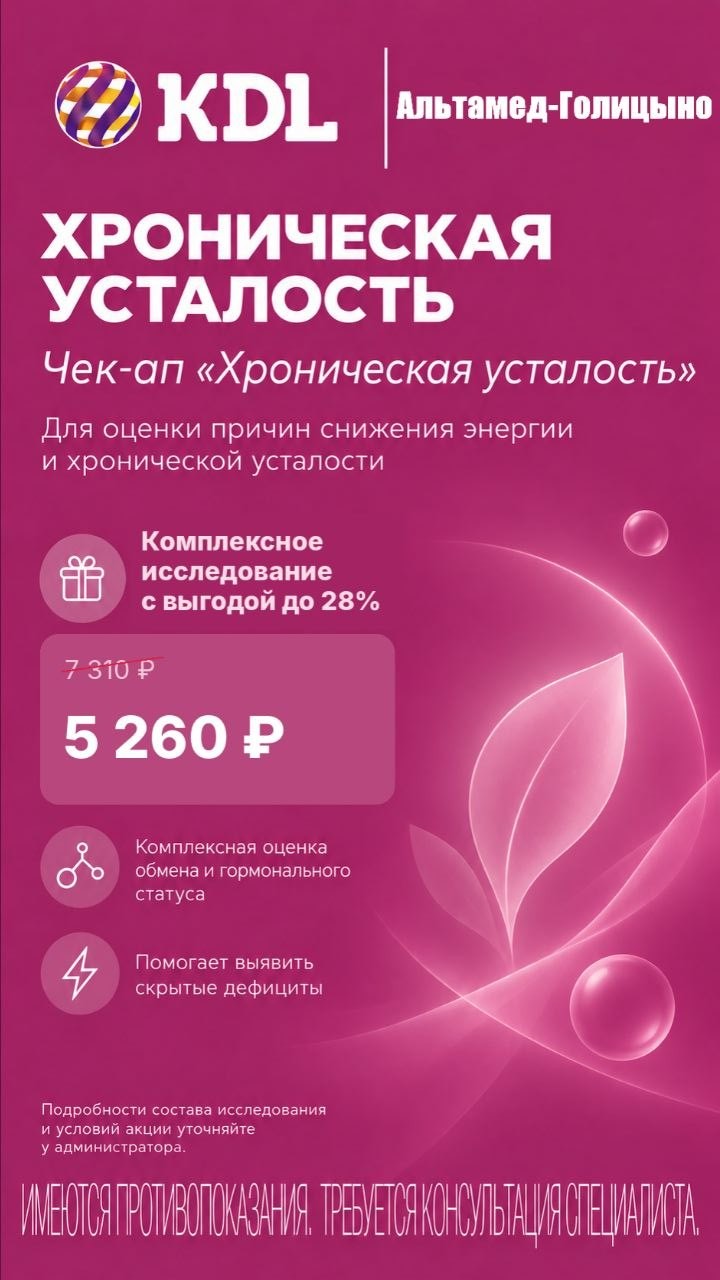 KDL
Альтамед-Голицыно
ХРОНИЧЕСКАЯ
УСТАЛОСТЬ
Чек-ап «Хроническая усталость»
Для оценки причин снижения энергии
и хронической усталости
Комплексное
исследование
с выгодой до 28%
7 310 ₽
5 260 ₽
Комплексная оценка
обмена и гормонального
статуса
Помогает выявить
скрытые дефициты
Подробности состава исследования
и условий акции уточняйте
у администратора.
ИМЕЮТСЯ ПРОТИВОПОКАЗАНИЯ. ТРЕБУЕТСЯ КОНСУЛЬТАЦИЯ СПЕЦИАЛИСТА.